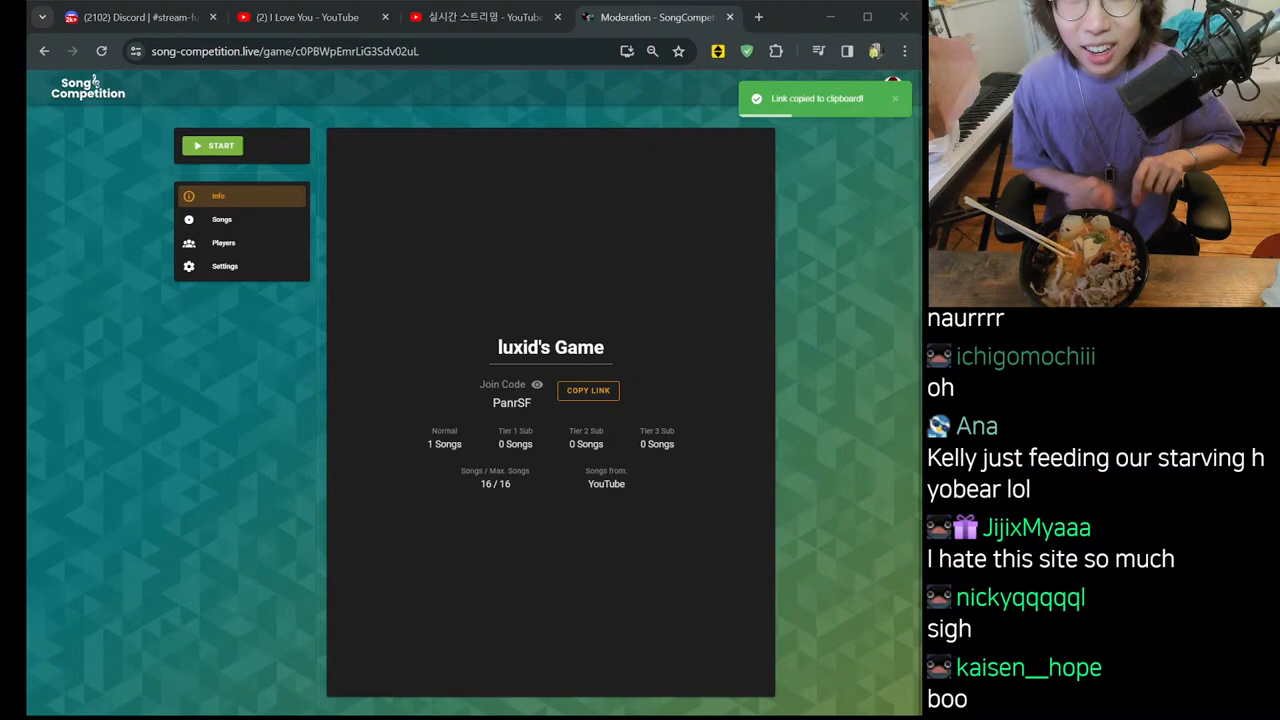 (2102) Discord | #stream-fu
(2) I Love You - YouTube
실시간 스트리밍 - YouTube
Moderation - SongCompet
song-competition.live/game/c0PBWpEmrLiG3Sdv02uL
Song
Competition
Link copied to clipboard!
START
Info
Songs
Players
Settings
luxid's Game
Join Code
COPY LINK
PanrSF
Normal
Tier 1 Sub
Tier 2 Sub
Tier 3 Sub
1 Songs
0 Songs
0 Songs
0 Songs
Songs / Max. Songs
Songs from:
16 / 16
YouTube
naurrrr
ichigomochiii
oh
Ana
Kelly just feeding our starving h
yobear lol
JijixMyaaa
I hate this site so much
nickyqqqqql
sigh
kaisen__hope
boo